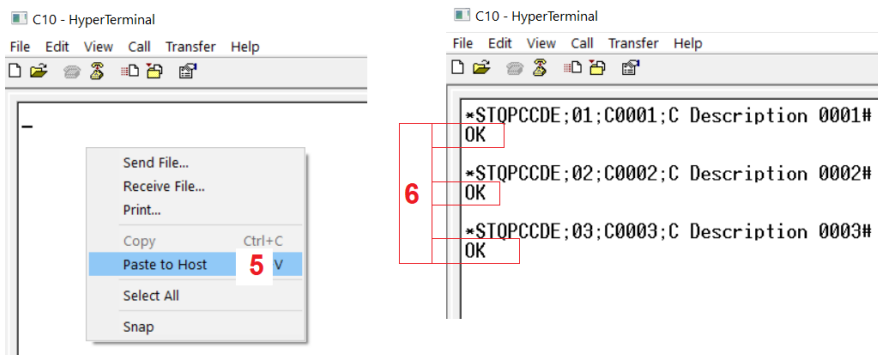 C10 - HyperTerminal
File Edit View Call Transfer Help
Send File...
Receive File...
Print...
Copy Ctrl+C
Paste to Host 5 V
Select All
Snap
C10 - HyperTerminal
File Edit View Call Transfer Help
*STQPCCDE;01;C0001;C Description 0001#
OK
*STQPCCDE;02;C0002;C Description 0002#
OK
6
*STQPCCDE;03;C0003;C Description 0003#
OK